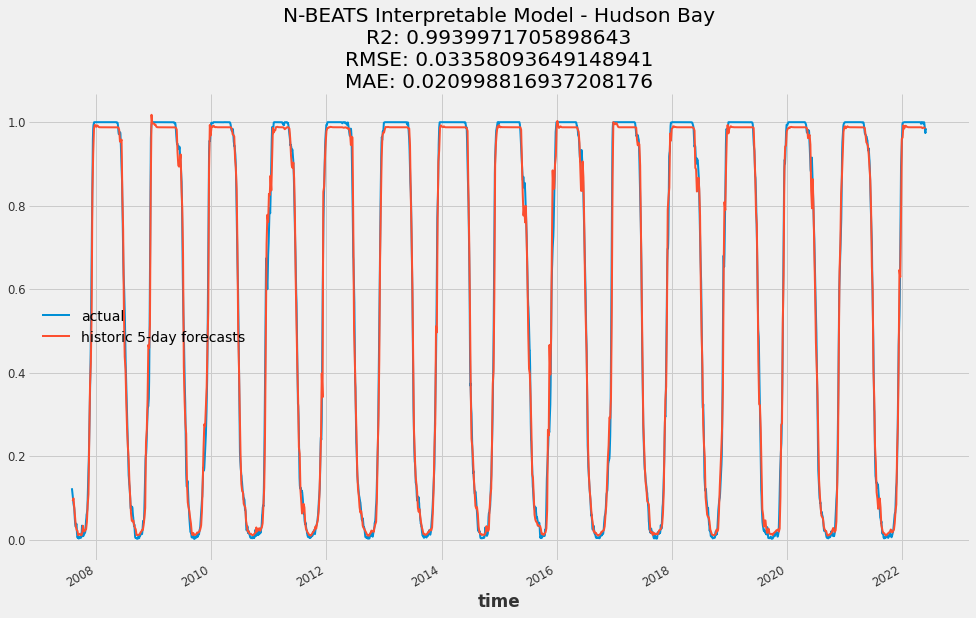 N-BEATS Interpretable Model - Hudson Bay
R2: 0.9939971705898643
RMSE: 0.03358093649148941
MAE: 0.020998816937208176
1.0
0.8
0.6
0.4
0.2
0.0
actual
historic 5-day forecasts
2008 2010 2012 2014 2016 2018 2020 2022
time